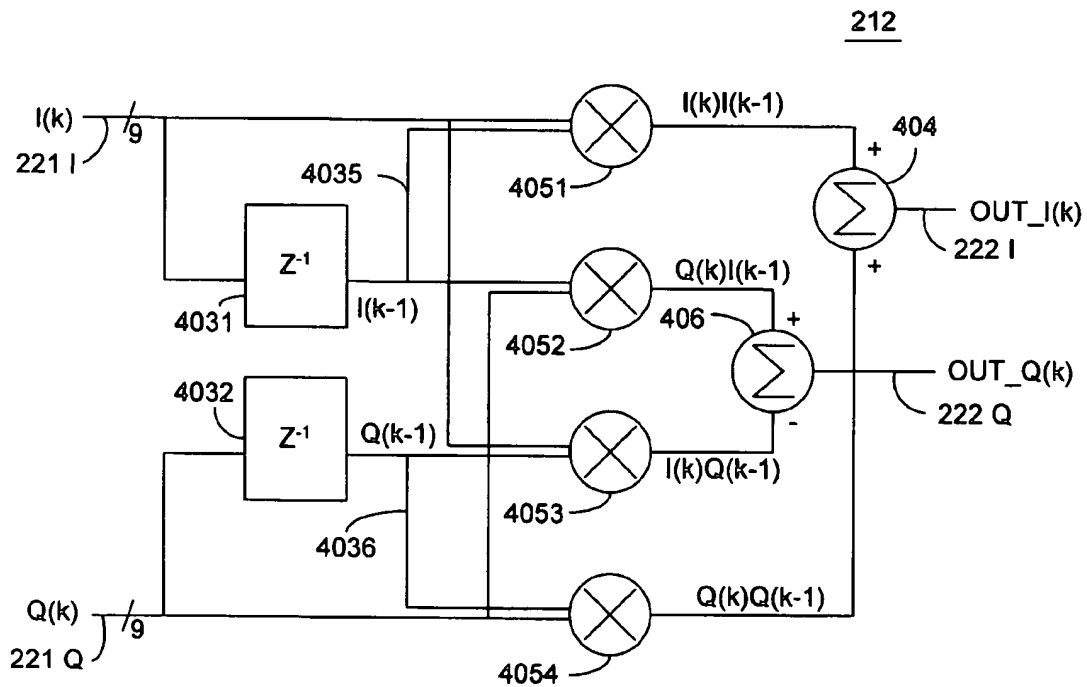 212
I(k)
9
221 I
4035
I(k)I(k-1)
4051
+
404
OUT_I(k)
222 I
+
Z-1
4031
I(k-1)
Q(k)I(k-1)
4052
406
+
OUT_Q(k)
222 Q
-
4032
Z-1
Q(k-1)
I(k)Q(k-1)
4053
4036
Q(k)
9
221 Q
Q(k)Q(k-1)
4054
Σ
Σ